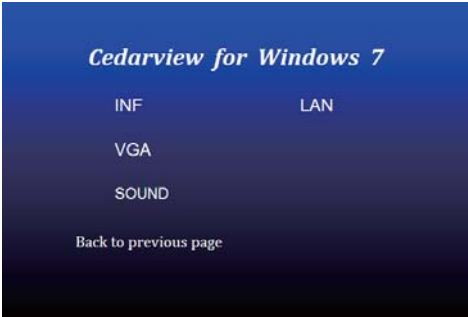 Cedarview for Windows 7
INF LAN
VGA
SOUND
Back to previous page